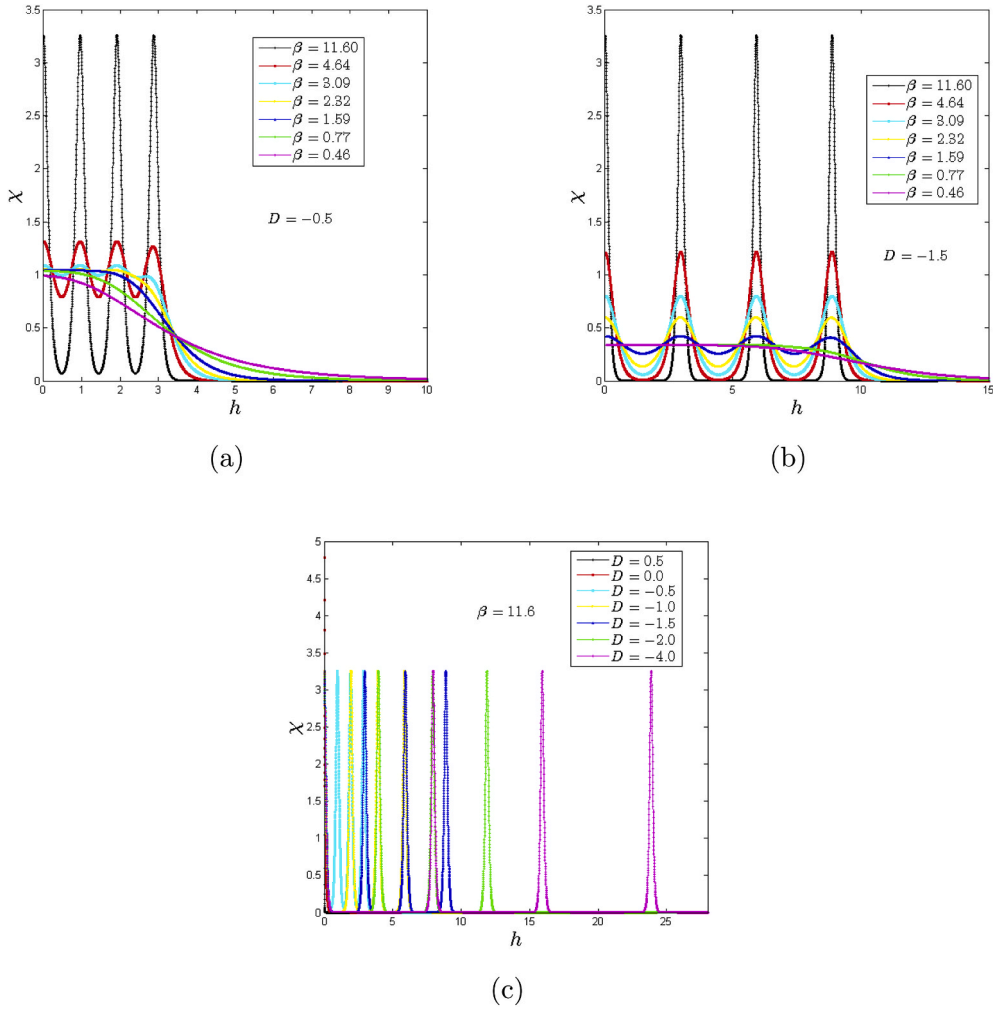 3.5
3
2.5
2
1.5
1
0.5
0
χ
β = 11.60
β = 4.64
β = 3.09
β = 2.32
β = 1.59
β = 0.77
β = 0.46
D = −0.5
0 1 2 3 4 5 6 7 8 9 10
h
(a)
3.5
3
2.5
2
1.5
1
0.5
0
χ
β = 11.60
β = 4.64
β = 3.09
β = 2.32
β = 1.59
β = 0.77
β = 0.46
D = −1.5
0 5 10 15
h
(b)
5
4.5
4
3.5
3
2.5
2
1.5
1
0.5
0
χ
β = 11.6
D = 0.5
D = 0.0
D = −0.5
D = −1.0
D = −1.5
D = −2.0
D = −4.0
0 5 10 15 20 25
h
(c)